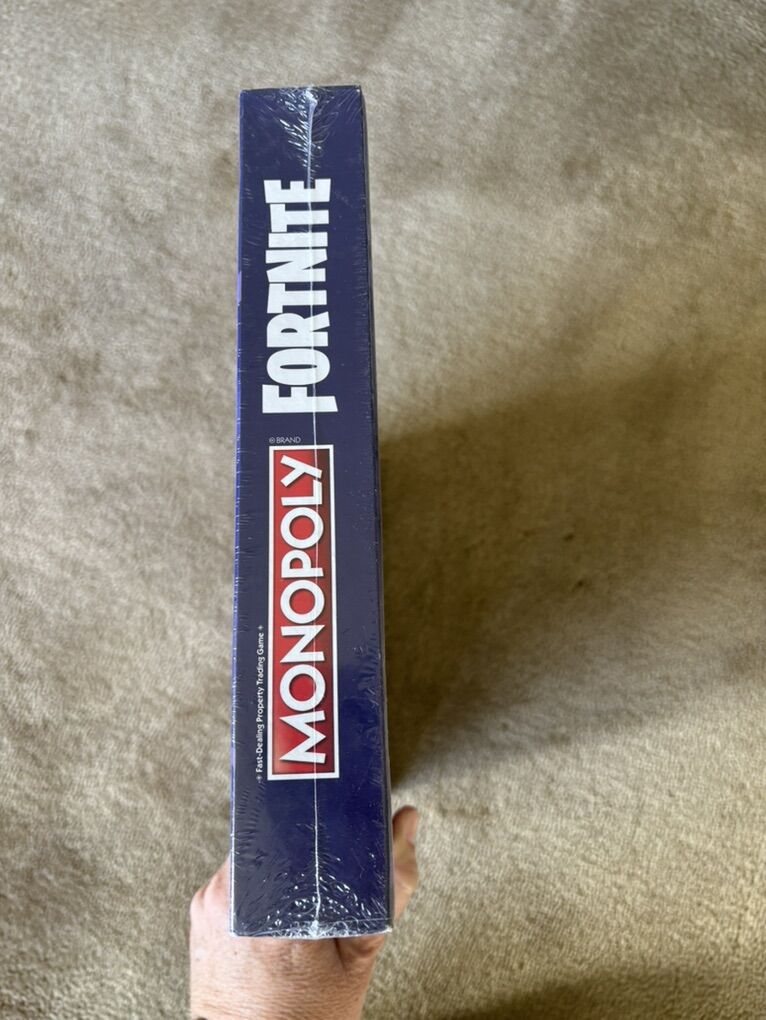 * Fast-Dealing Property Trading Game *
MONOPOLY
® BRAND
FORTNITE